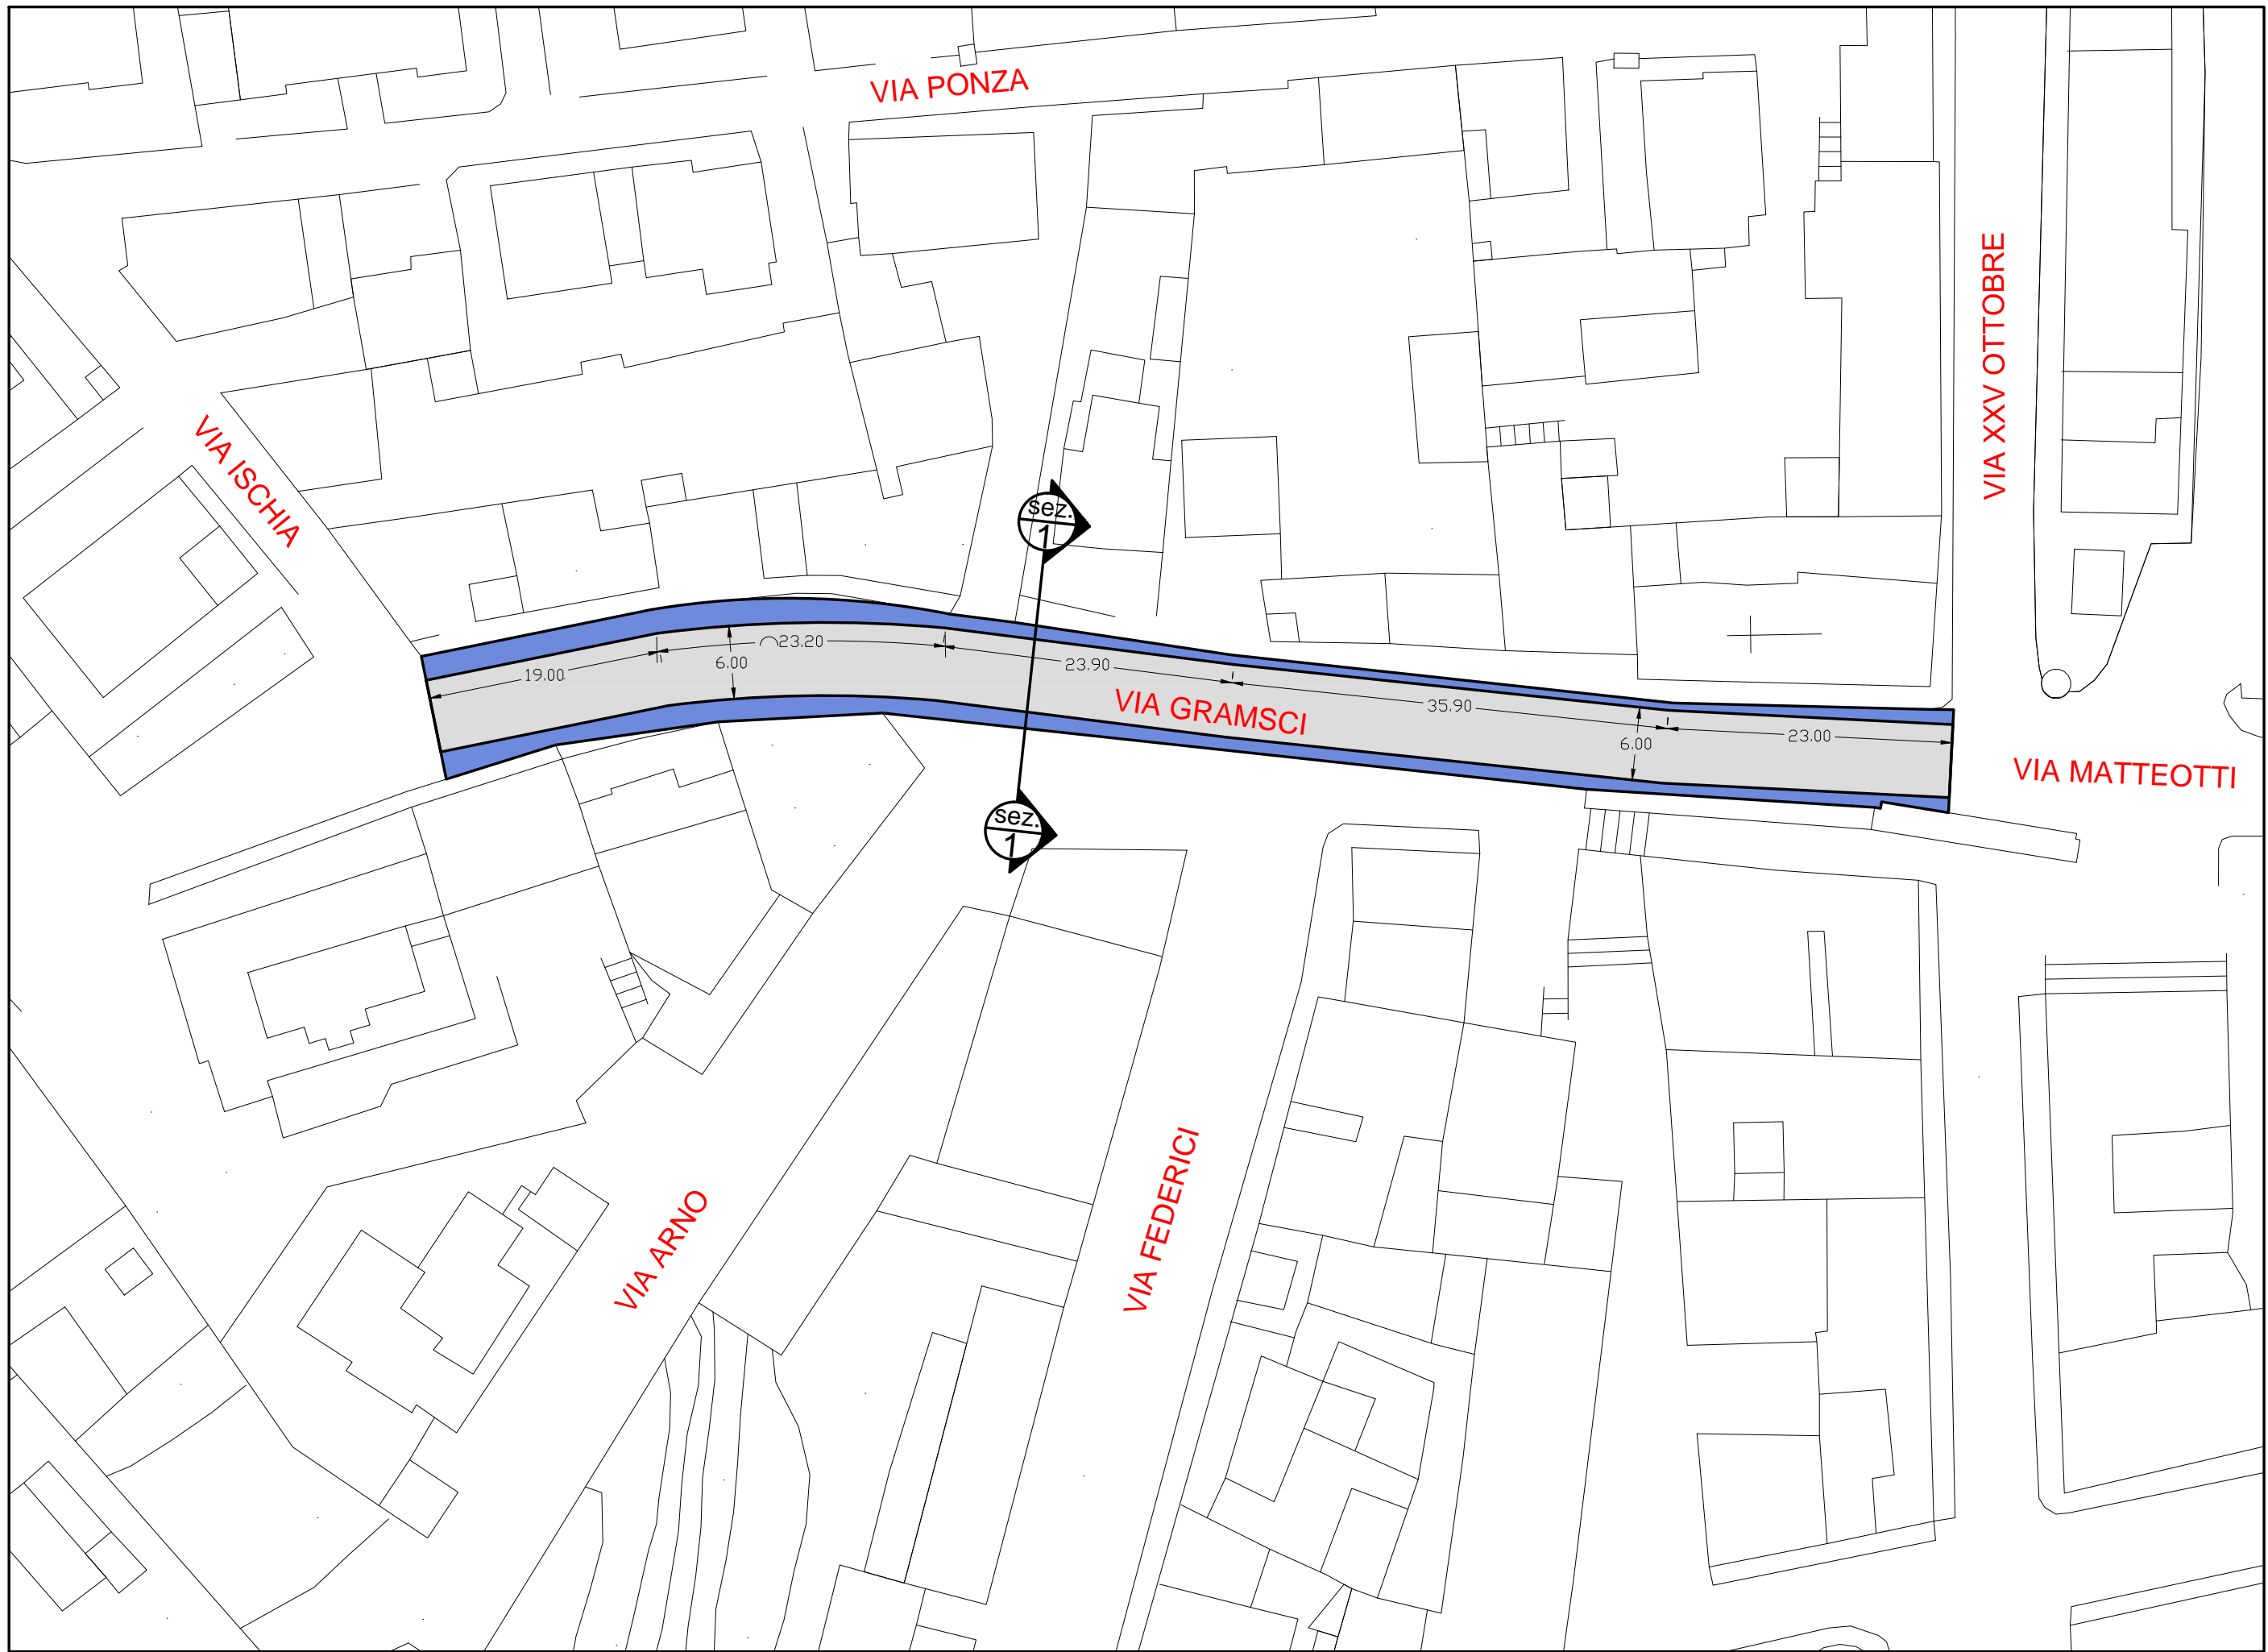 VIA PONZA
VIA XXV OTTOBRE
VIA ISCHIA
sez.
1
23.20
6.00
19.00
23.90
35.90
VIA GRAMSCI
6.00
23.00
VIA MATTEOTTI
sez.
1
VIA ARNO
VIA FEDERICI